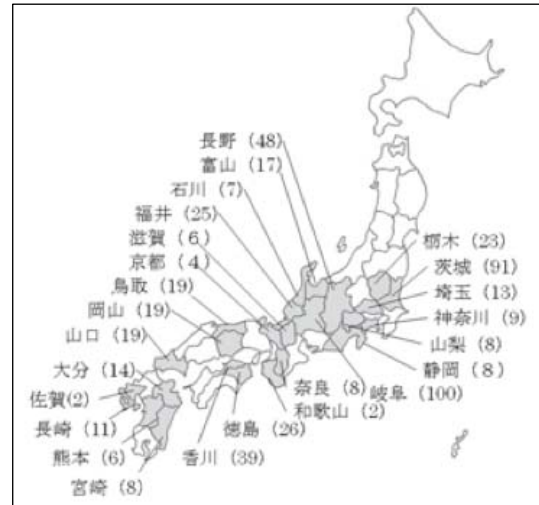 長野 (48)
富山 (17)
石川 (7)
福井 (25)
滋賀 (6)
京都 (4)
鳥取 (19)
岡山 (19)
山口 (19)
大分 (14)
佐賀(2)
長崎 (11)
熊本 (6)
宮崎 (8)
香川 (39)
徳島 (26)
和歌山 (2)
奈良 (8)
岐阜 (100)
静岡 (8)
山梨 (8)
神奈川 (9)
埼玉 (13)
茨城 (91)
栃木 (23)